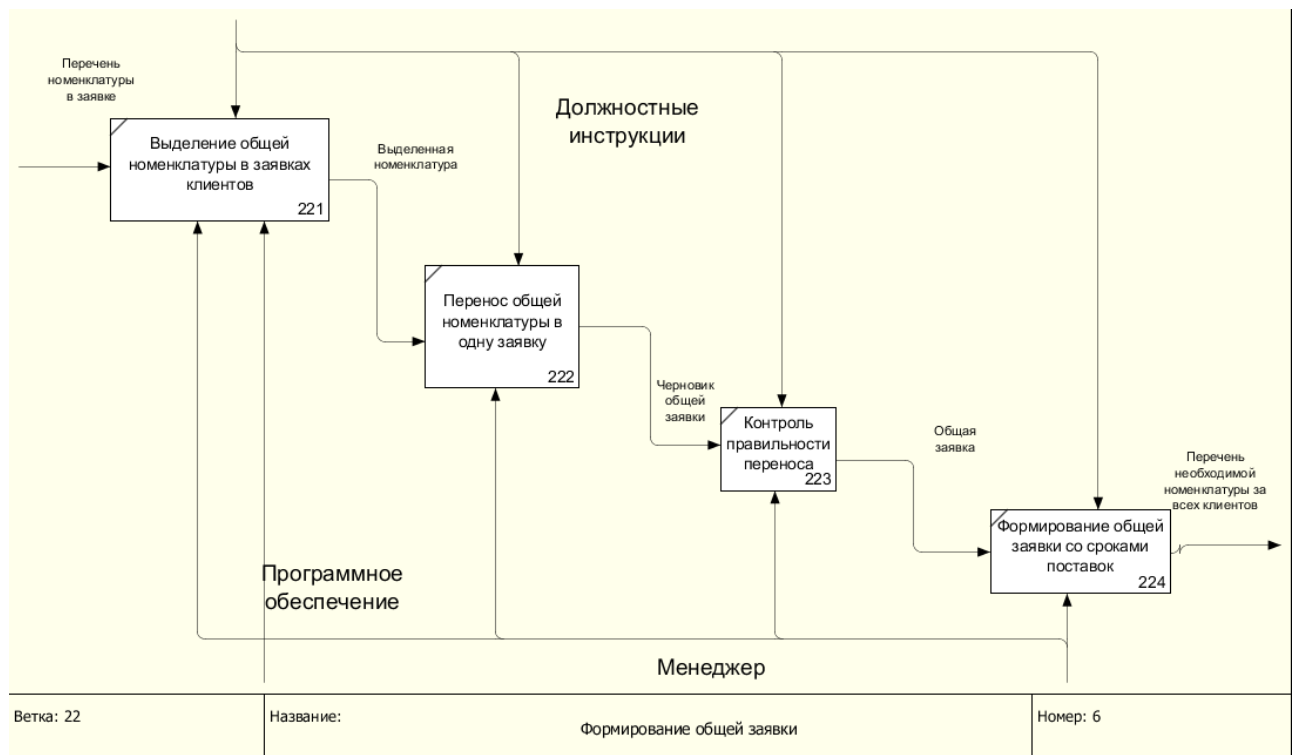 Перечень
номенклатуры
в заявке
Должностные
инструкции
Выделение общей
номенклатуры в заявках
клиентов
221
Выделенная
номенклатура
Перенос общей
номенклатуры в
одну заявку
222
Черновик
общей
заявки
Контроль
правильности
переноса
223
Общая
заявка
Перечень
необходимой
номенклатуры за
всех клиентов
Формирование общей
заявки со сроками
поставок
224
Программное
обеспечение
Менеджер
Ветка: 22
Название:
Формирование общей заявки
Номер: 6